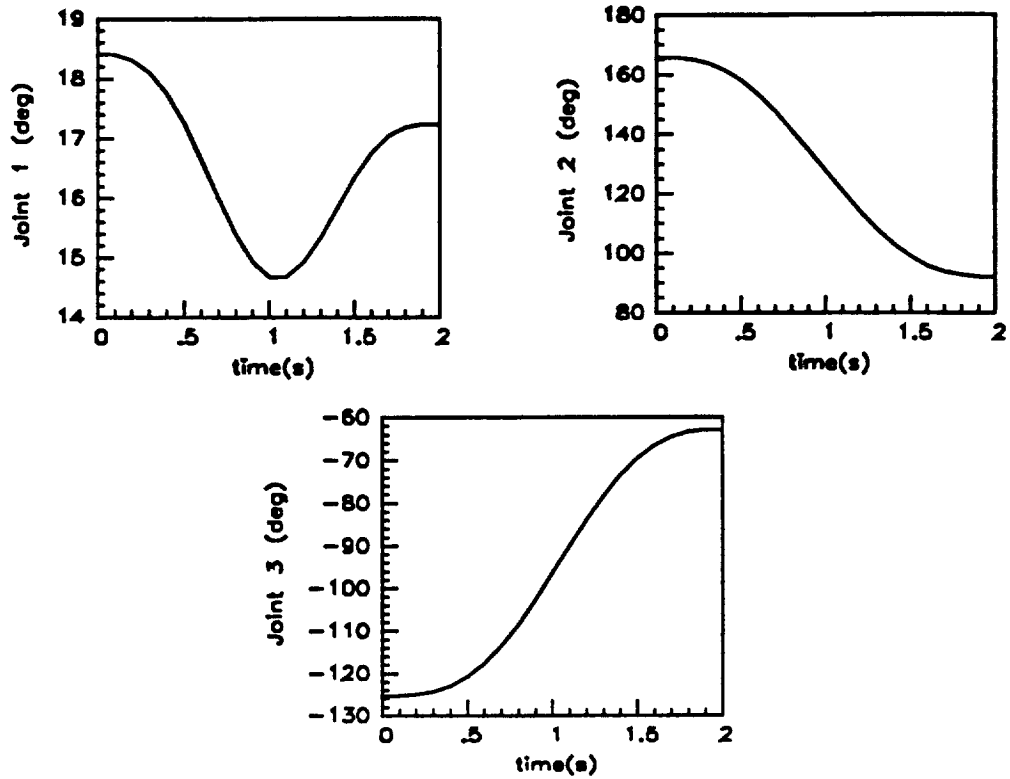 19
18
17
16
15
14
Joint 1 (deg)
0 .5 1 1.5 2
time(s)
180
160
140
120
100
80
Joint 2 (deg)
0 .5 1 1.5 2
time(s)
-60
-70
-80
-90
-100
-110
-120
-130
Joint 3 (deg)
0 .5 1 1.5 2
time(s)